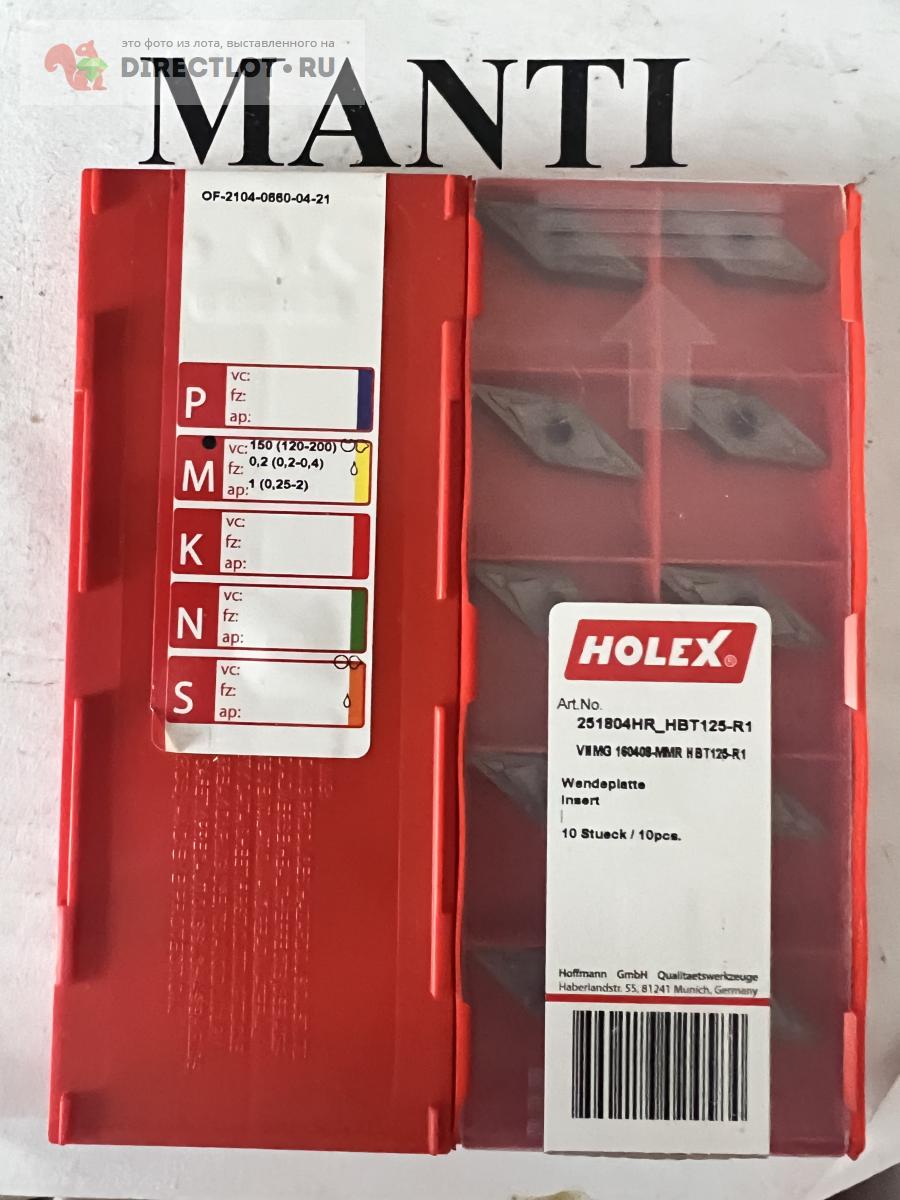 это фото из лота, выставленного на
DIRECTLOT•RU
MANTI
OF-2104-0660-04-21
P
vc:
fz:
ap:
M
vc: 150 (120-200)
fz: 0,2 (0,2-0,4)
ap: 1 (0,25-2)
K
vc:
fz:
ap:
N
vc:
fz:
ap:
S
vc:
fz:
ap:
HOLEX®
Art.No.
251804HR_HBT125-R1
160408-MMR HBT125-R1
Wendeplatte
Insert
10 Stueck / 10pcs.
Hoffmann GmbH Qualitaetswerkzeuge
Haberlandstr. 55, 81241 Munich, Germany